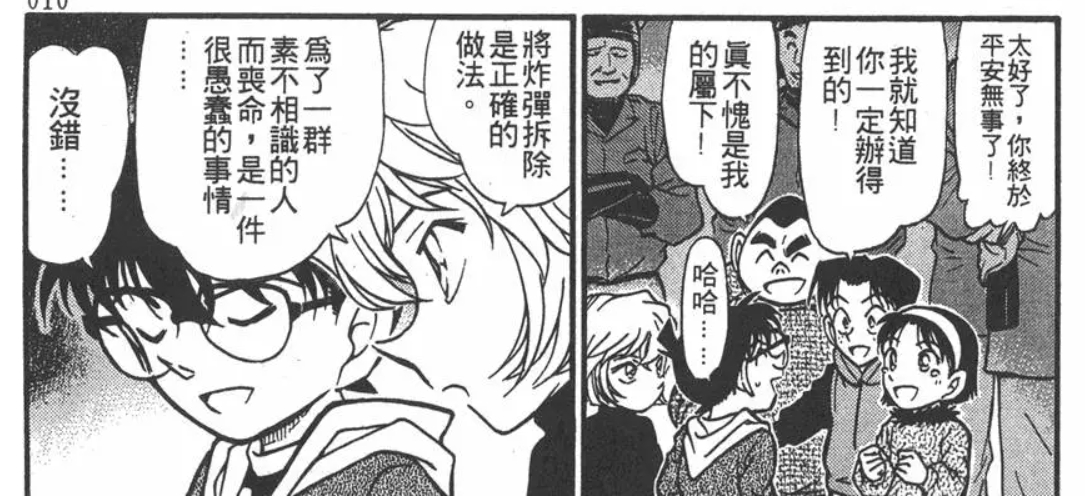 010
太好了，你終於
平安無事了！
我就知道
你一定辦得
到的！
真不愧是我
的屬下！
哈哈……
將炸彈拆除
是正確的
做法。
為了一群
素不相識的人
而喪命，是一件
很愚蠢的事情
……
沒錯……